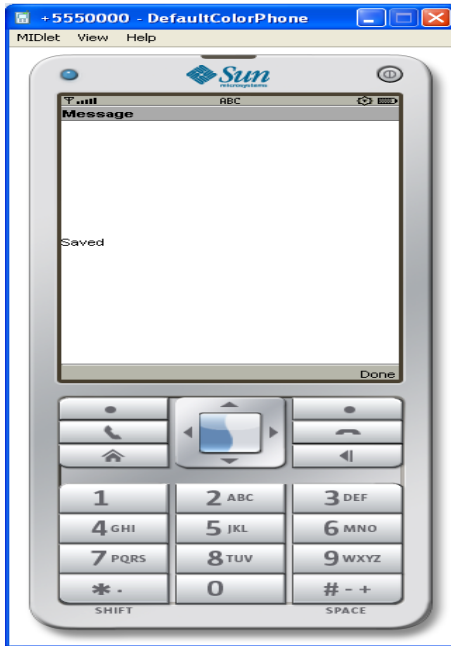 +5550000 - DefaultColorPhone
MIDlet View Help
Sun
microsystems
ABC
Message
Saved
Done
1 2 ABC 3 DEF
4 GHI 5 JKL 6 MNO
7 PQRS 8 TUV 9 WXYZ
* . 0 # - +
SHIFT SPACE